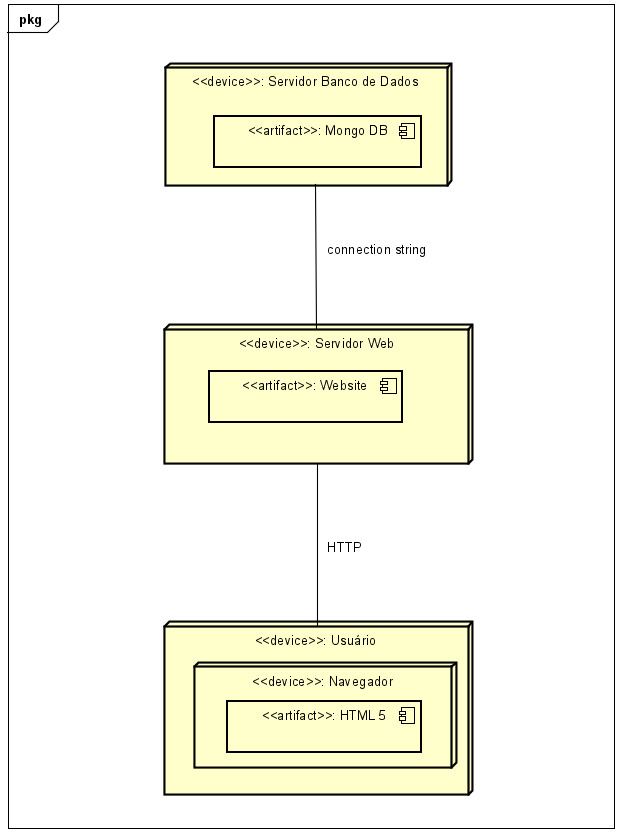 pkg
<<device>>: Servidor Banco de Dados
<<artifact>>: Mongo DB
connection string
<<device>>: Servidor Web
<<artifact>>: Website
HTTP
<<device>>: Usuário
<<device>>: Navegador
<<artifact>>: HTML 5